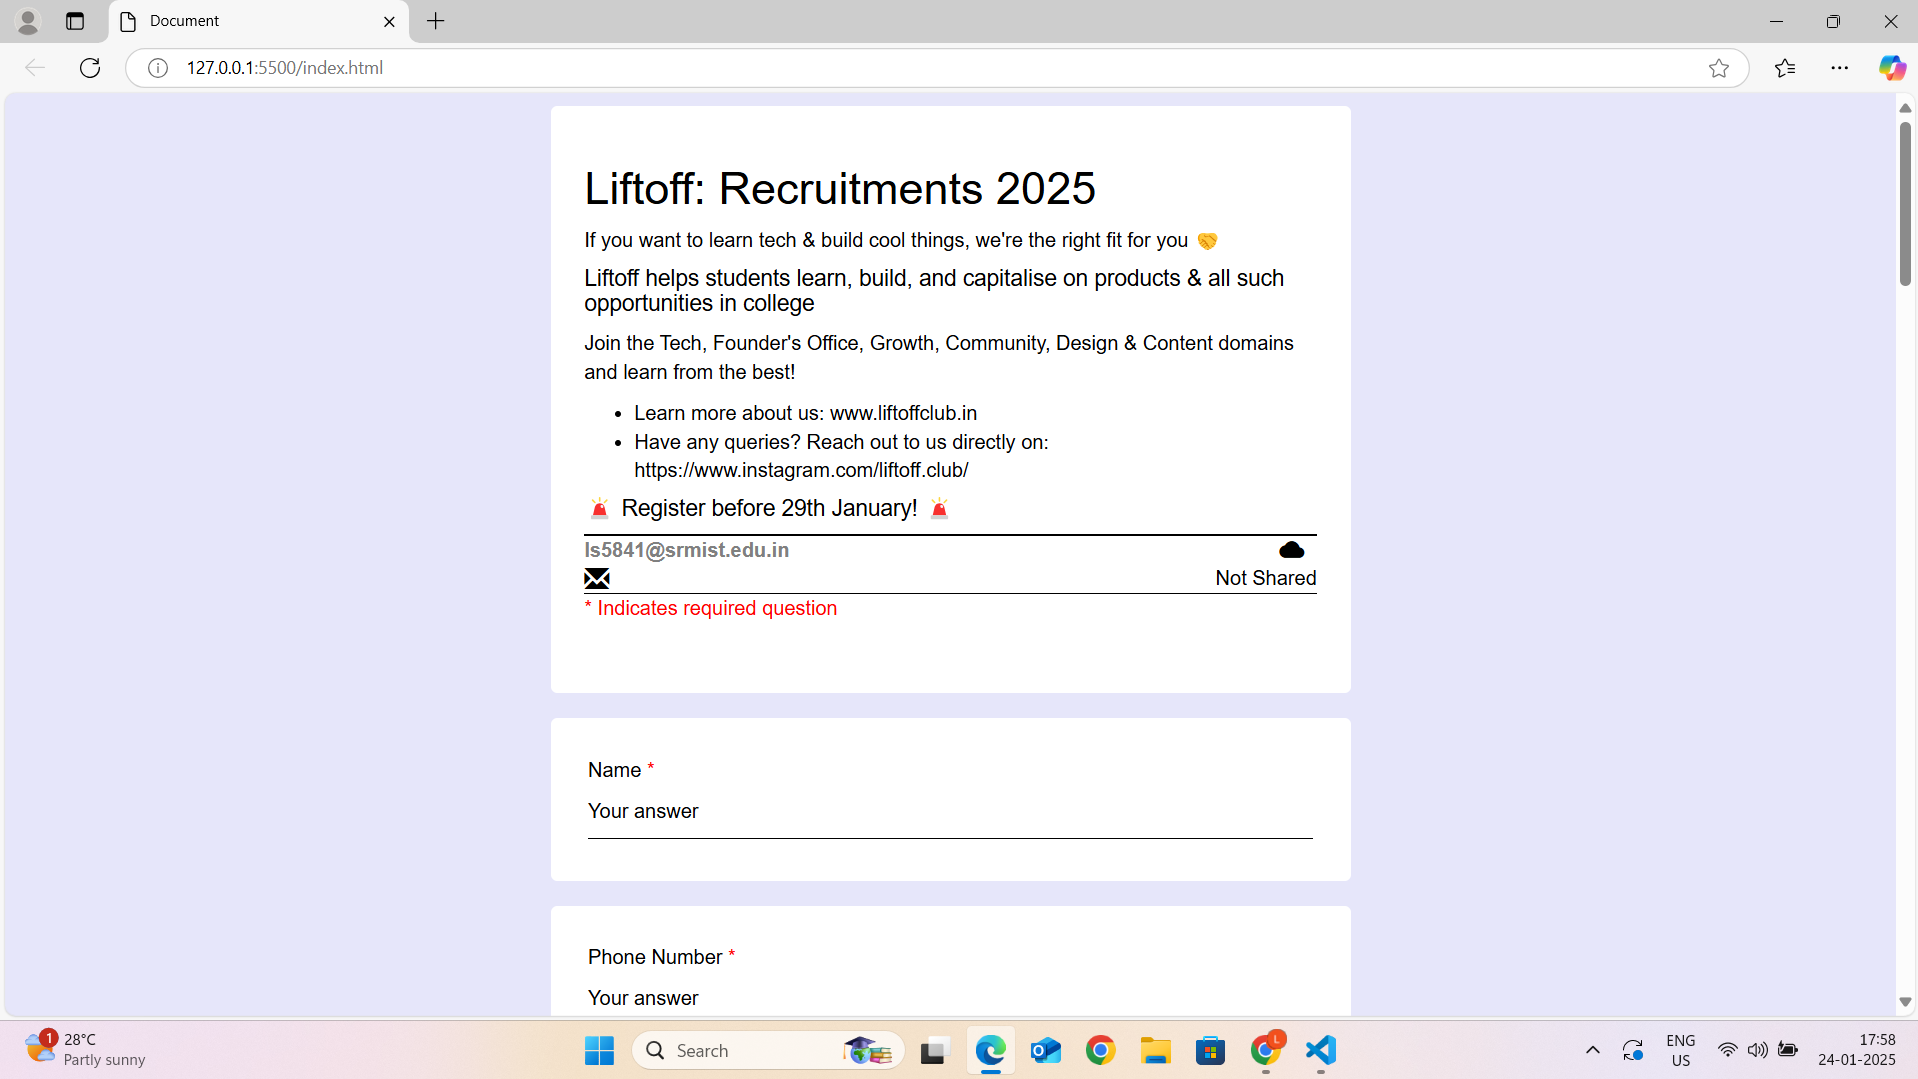 Document
127.0.0.1:5500/index.html
Liftoff: Recruitments 2025
If you want to learn tech & build cool things, we're the right fit for you 🤝
Liftoff helps students learn, build, and capitalise on products & all such
opportunities in college
Join the Tech, Founder's Office, Growth, Community, Design & Content domains
and learn from the best!
• Learn more about us: www.liftoffclub.in
• Have any queries? Reach out to us directly on:
https://www.instagram.com/liftoff.club/
🚨 Register before 29th January! 🚨
ls5841@srmist.edu.in
Not Shared
* Indicates required question
Name *
Your answer
Phone Number *
Your answer
1
28°C
Partly sunny
Search
L
ENG
US
17:58
24-01-2025